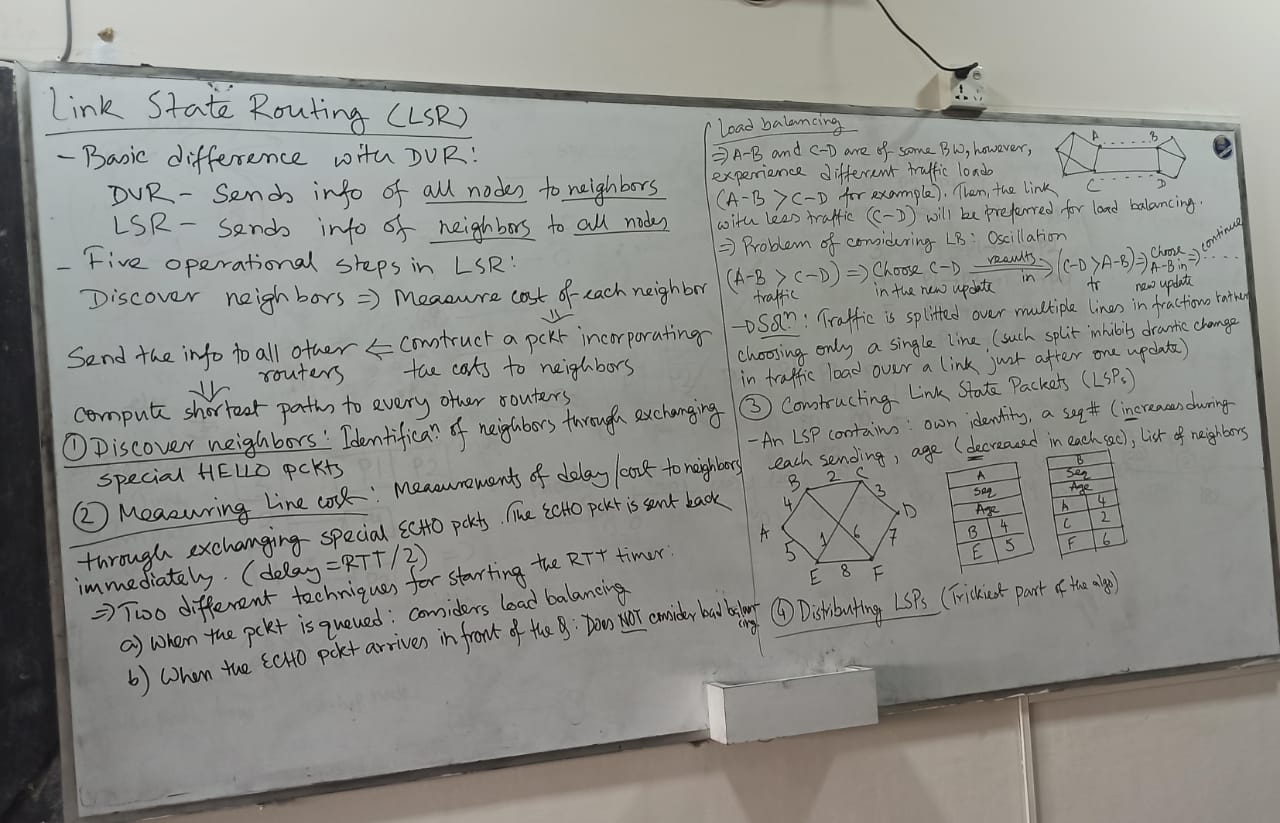 Link State Routing (LSR)
- Basic difference with DVR:
DVR - Sends info of all nodes to neighbors
LSR - Sends info of neighbors to all nodes
- Five operational steps in LSR:
Discover neighbors ⇒ Measure cost of each neighbor
⇓
Send the info to all other ⇐ construct a pckt incorporating
routers the costs to neighbors
⇓
compute shortest paths to every other routers
① Discover neighbors: Identificaⁿ of neighbors through exchanging
special HELLO pckts
② Measuring Line cost: Measurements of delay/cost to neighbors
through exchanging special ECHO pckts. The ECHO pckt is sent back
immediately. (delay = RTT/2)
⇒ Two different techniques for starting the RTT timer:
a) When the pckt is queued: considers load balancing
b) When the ECHO pckt arrives in front of the Q: Does NOT consider load balancing
Load balancing
⇒ A-B and C-D are of same BW, however,
experience different traffic loads
(A-B > C-D for example). Then, the link
with less traffic (C-D) will be preferred for load balancing.
A B
C D
⇒ Problem of considering LB: Oscillation
(A-B > C-D) ⇒ Choose C-D results in ⇒ (C-D > A-B) ⇒ Choose A-B in ⇒ continue
traffic in the new update tr new update .....
Solⁿ: Traffic is splitted over multiple lines in fractions rather
choosing only a single line (such split inhibits drastic change
in traffic load over a link just after one update)
③ Constructing Link State Packets (LSPs)
- An LSP contains: own identity, a seq# (increases during
each sending, age (decreased in each sec), list of neighbors
B 2 C
4 3
A D
5 1 6 7
E 8 F
A
Seq
Age
B 4
E 5
B
Seq
Age
A 4
C 2
F 6
④ Distributing LSPs (Trickiest part of the algo)